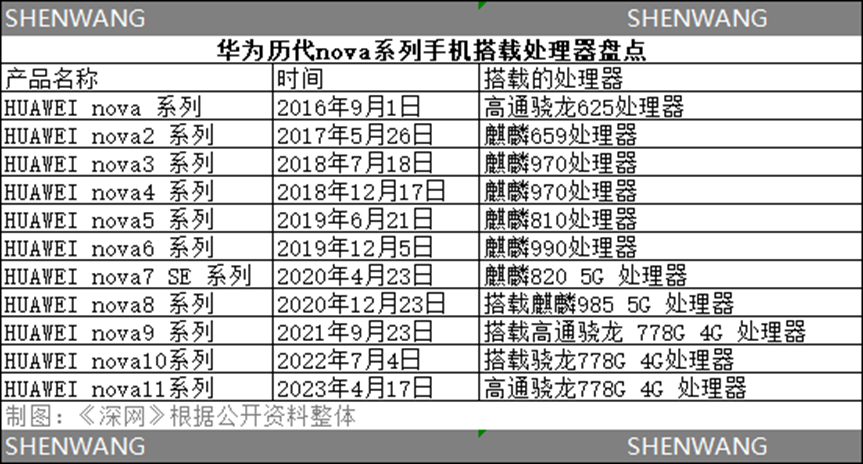 SHENWANG SHENWANG
华为历代nova系列手机搭载处理器盘点
产品名称 时间 搭载的处理器
HUAWEI nova 系列 2016年9月1日 高通骁龙625处理器
HUAWEI nova2 系列 2017年5月26日 麒麟659处理器
HUAWEI nova3 系列 2018年7月18日 麒麟970处理器
HUAWEI nova4 系列 2018年12月17日 麒麟970处理器
HUAWEI nova5 系列 2019年6月21日 麒麟810处理器
HUAWEI nova6 系列 2019年12月5日 麒麟990处理器
HUAWEI nova7 SE 系列 2020年4月23日 麒麟820 5G 处理器
HUAWEI nova8 系列 2020年12月23日 搭载麒麟985 5G 处理器
HUAWEI nova9 系列 2021年9月23日 搭载高通骁龙 778G 4G 处理器
HUAWEI nova10系列 2022年7月4日 搭载骁龙778G 4G处理器
HUAWEI nova11系列 2023年4月17日 高通骁龙778G 4G 处理器
制图：《深网》根据公开资料整体
SHENWANG SHENWANG